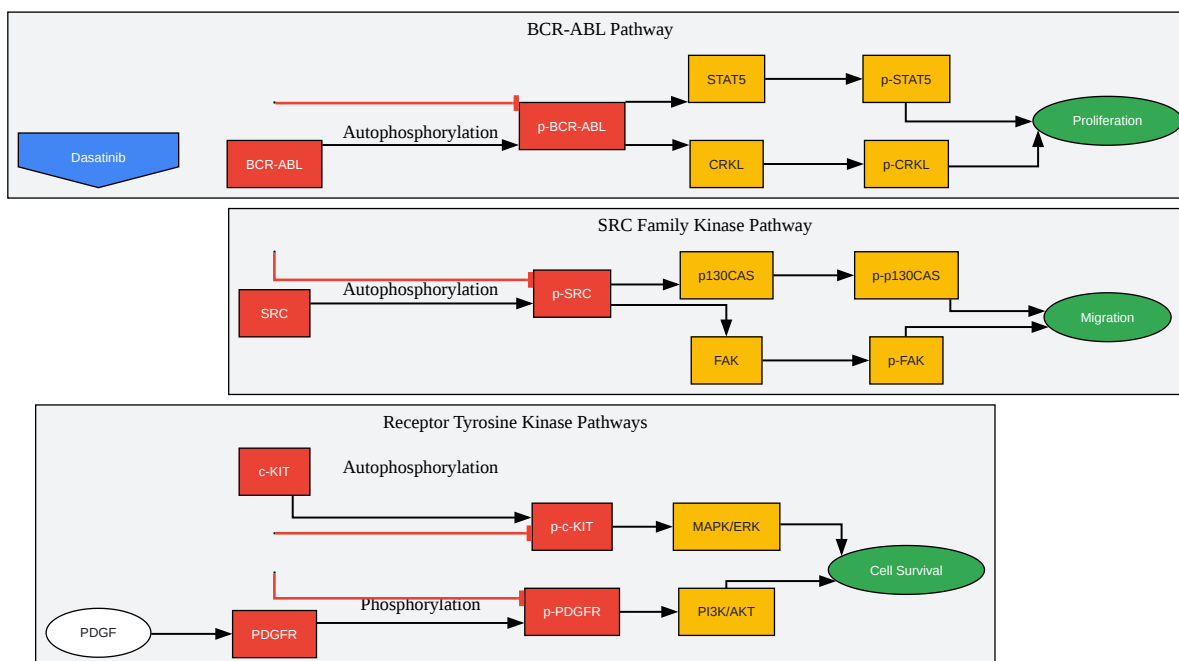 BCR-ABL Pathway
STAT5
p-STAT5
p-BCR-ABL
Proliferation
Autophosphorylation
Dasatinib
BCR-ABL
CRKL
p-CRKL
SRC Family Kinase Pathway
p130CAS
p-p130CAS
Autophosphorylation
p-SRC
SRC
Migration
FAK
p-FAK
Receptor Tyrosine Kinase Pathways
c-KIT
Autophosphorylation
p-c-KIT
MAPK/ERK
Cell Survival
Phosphorylation
p-PDGFR
PI3K/AKT
PDGF
PDGFR